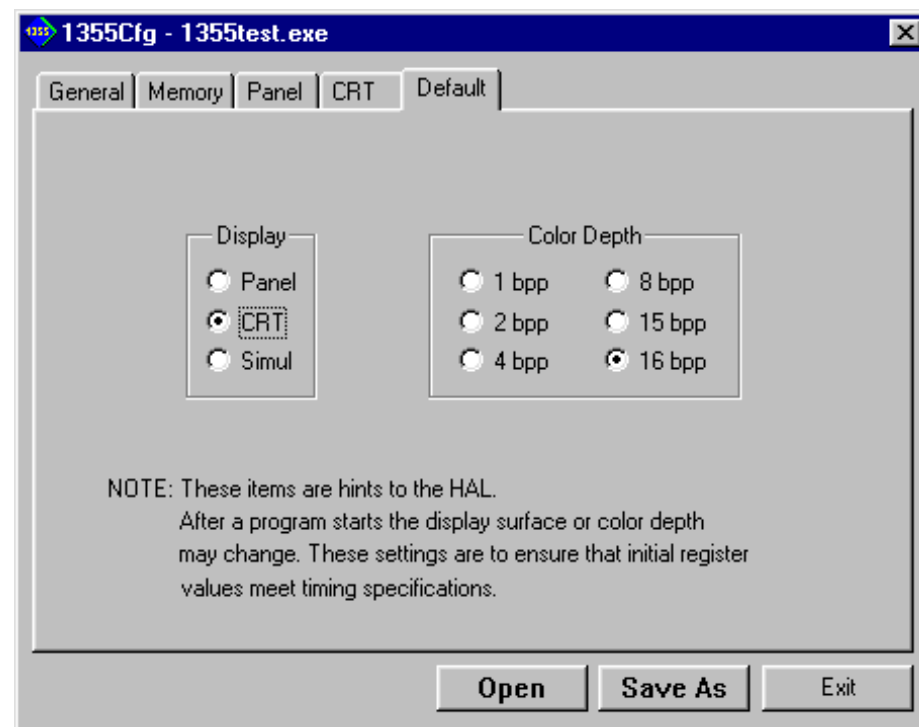 1355 1355Cfg - 1355test.exe
General Memory Panel CRT Default
Display
Panel
CRT
Simul
Color Depth
1 bpp
2 bpp
4 bpp
8 bpp
15 bpp
16 bpp
NOTE: These items are hints to the HAL.
After a program starts the display surface or color depth
may change. These settings are to ensure that initial register
values meet timing specifications.
Open Save As Exit